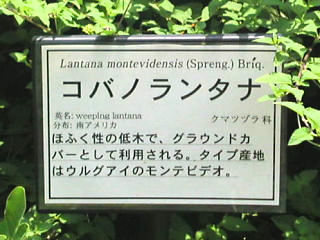 Lantana montevidensis (Spreng.) Briq.
コバノランタナ
英名: weeping lantana
分布: 南アメリカ クマツヅラ科
ほふく性の低木で、グラウンドカ
バーとして利用される。タイプ産地
はウルグアイのモンテビデオ。